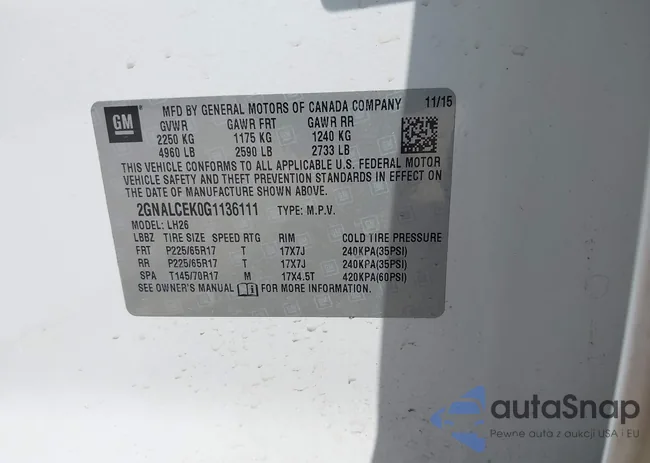 GM
MFD BY GENERAL MOTORS OF CANADA COMPANY 11/15
GVWR GAWR FRT GAWR RR
2250 KG 1175 KG 1240 KG
4960 LB 2590 LB 2733 LB
THIS VEHICLE CONFORMS TO ALL APPLICABLE U.S. FEDERAL MOTOR
VEHICLE SAFETY AND THEFT PREVENTION STANDARDS IN EFFECT ON
THE DATE OF MANUFACTURE SHOWN ABOVE.
2GNALCEK0G1136111 TYPE: M.P.V.
MODEL: LH26
LBBZ TIRE SIZE SPEED RTG RIM COLD TIRE PRESSURE
FRT P225/65R17 T 17X7J 240KPA(35PSI)
RR P225/65R17 T 17X7J 240KPA(35PSI)
SPA T145/70R17 M 17X4.5T 420KPA(60PSI)
SEE OWNER'S MANUAL FOR MORE INFORMATION.
autaSnap
Pewne auta z aukcji USA i EU